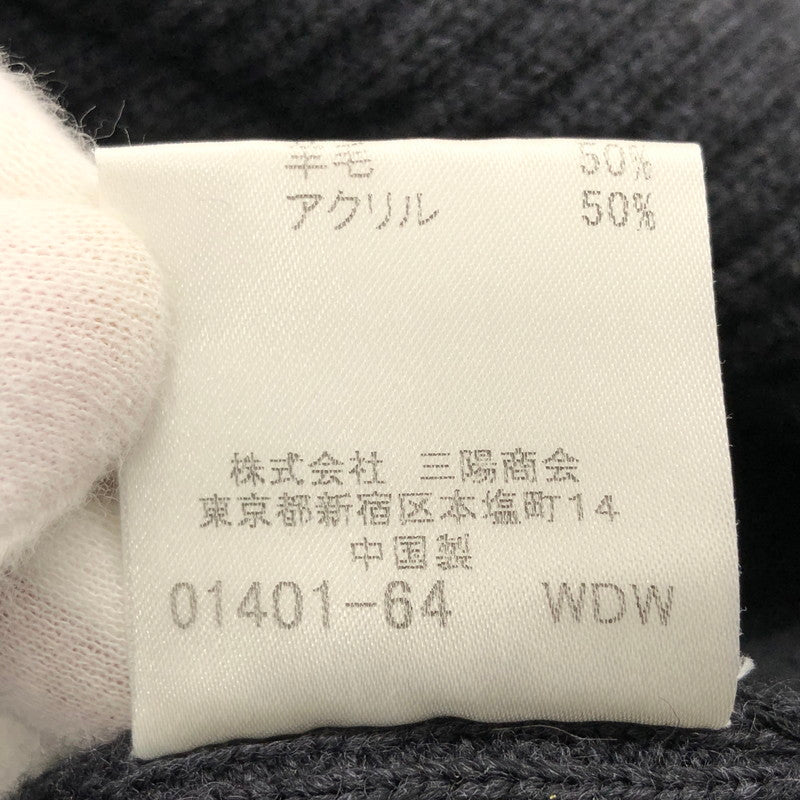 羊毛 50%
アクリル 50%
株式会社 三陽商会
東京都新宿区本塩町14
中国製
01401-64 WDW